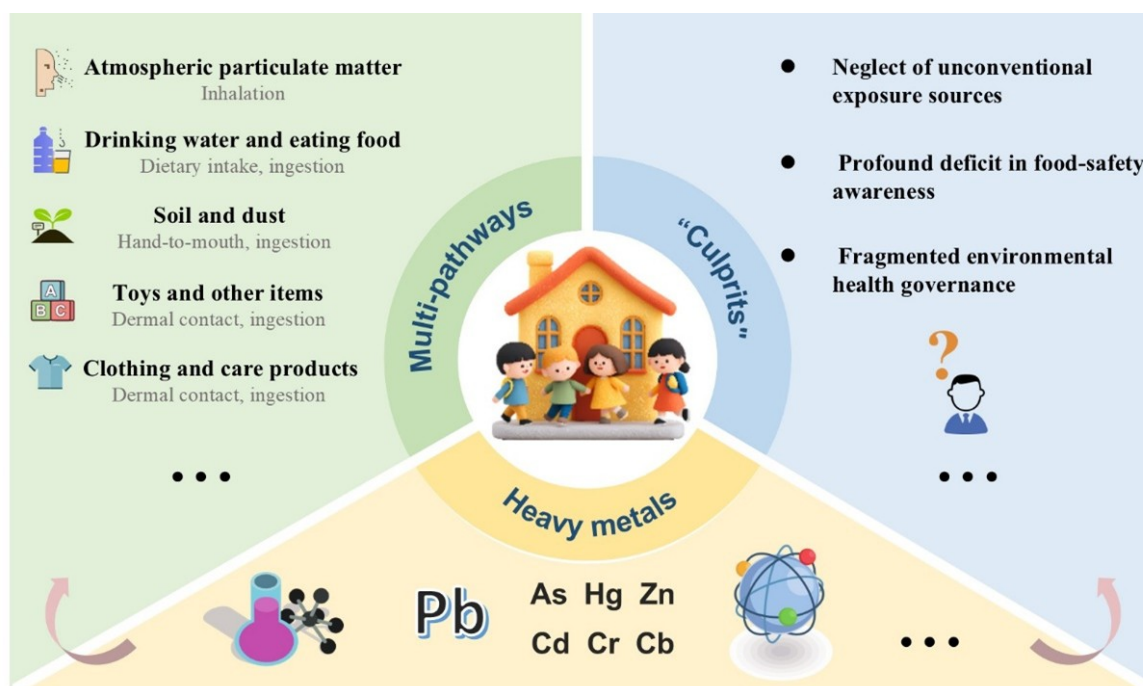 Atmospheric particulate matter
Inhalation
Drinking water and eating food
Dietary intake, ingestion
Soil and dust
Hand-to-mouth, ingestion
A
B C
Toys and other items
Dermal contact, ingestion
Clothing and care products
Dermal contact, ingestion
• • •
Multi-pathways
“Culprits”
● Neglect of unconventional
exposure sources
● Profound deficit in food-safety
awareness
● Fragmented environmental
health governance
?
• • •
Heavy metals
Pb
As Hg Zn
Cd Cr Cb
• • •